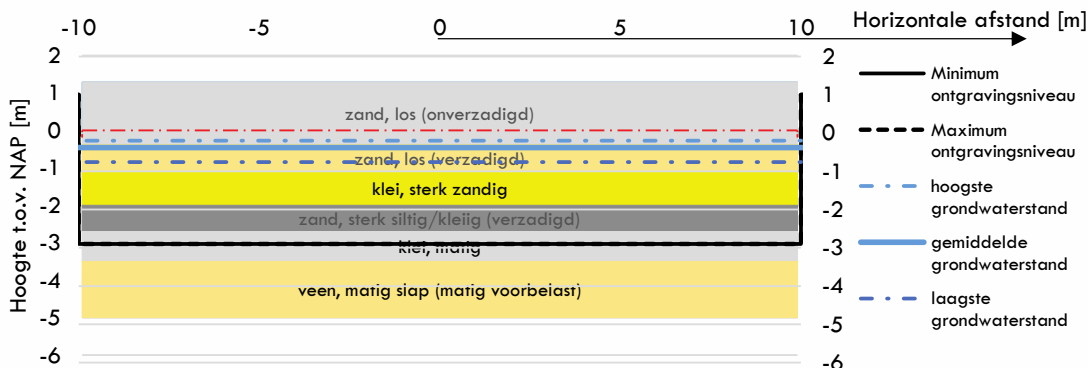 Horizontale afstand [m]
-10 -5 0 5 10
Hoogte t.o.v. NAP [m]
2 2
1 1
0 0
-1 -1
-2 -2
-3 -3
-4 -4
-5 -5
-6 -6
zand, los (onverzadigd)
zand, los (verzadigd)
klei, sterk zandig
zand, sterk siltig/kleiig (verzadigd)
klei, matig
veen, matig slap (matig voorbelast)
Minimum
ontgravingsniveau
Maximum
ontgravingsniveau
hoogste
grondwaterstand
gemiddelde
grondwaterstand
laagste
grondwaterstand